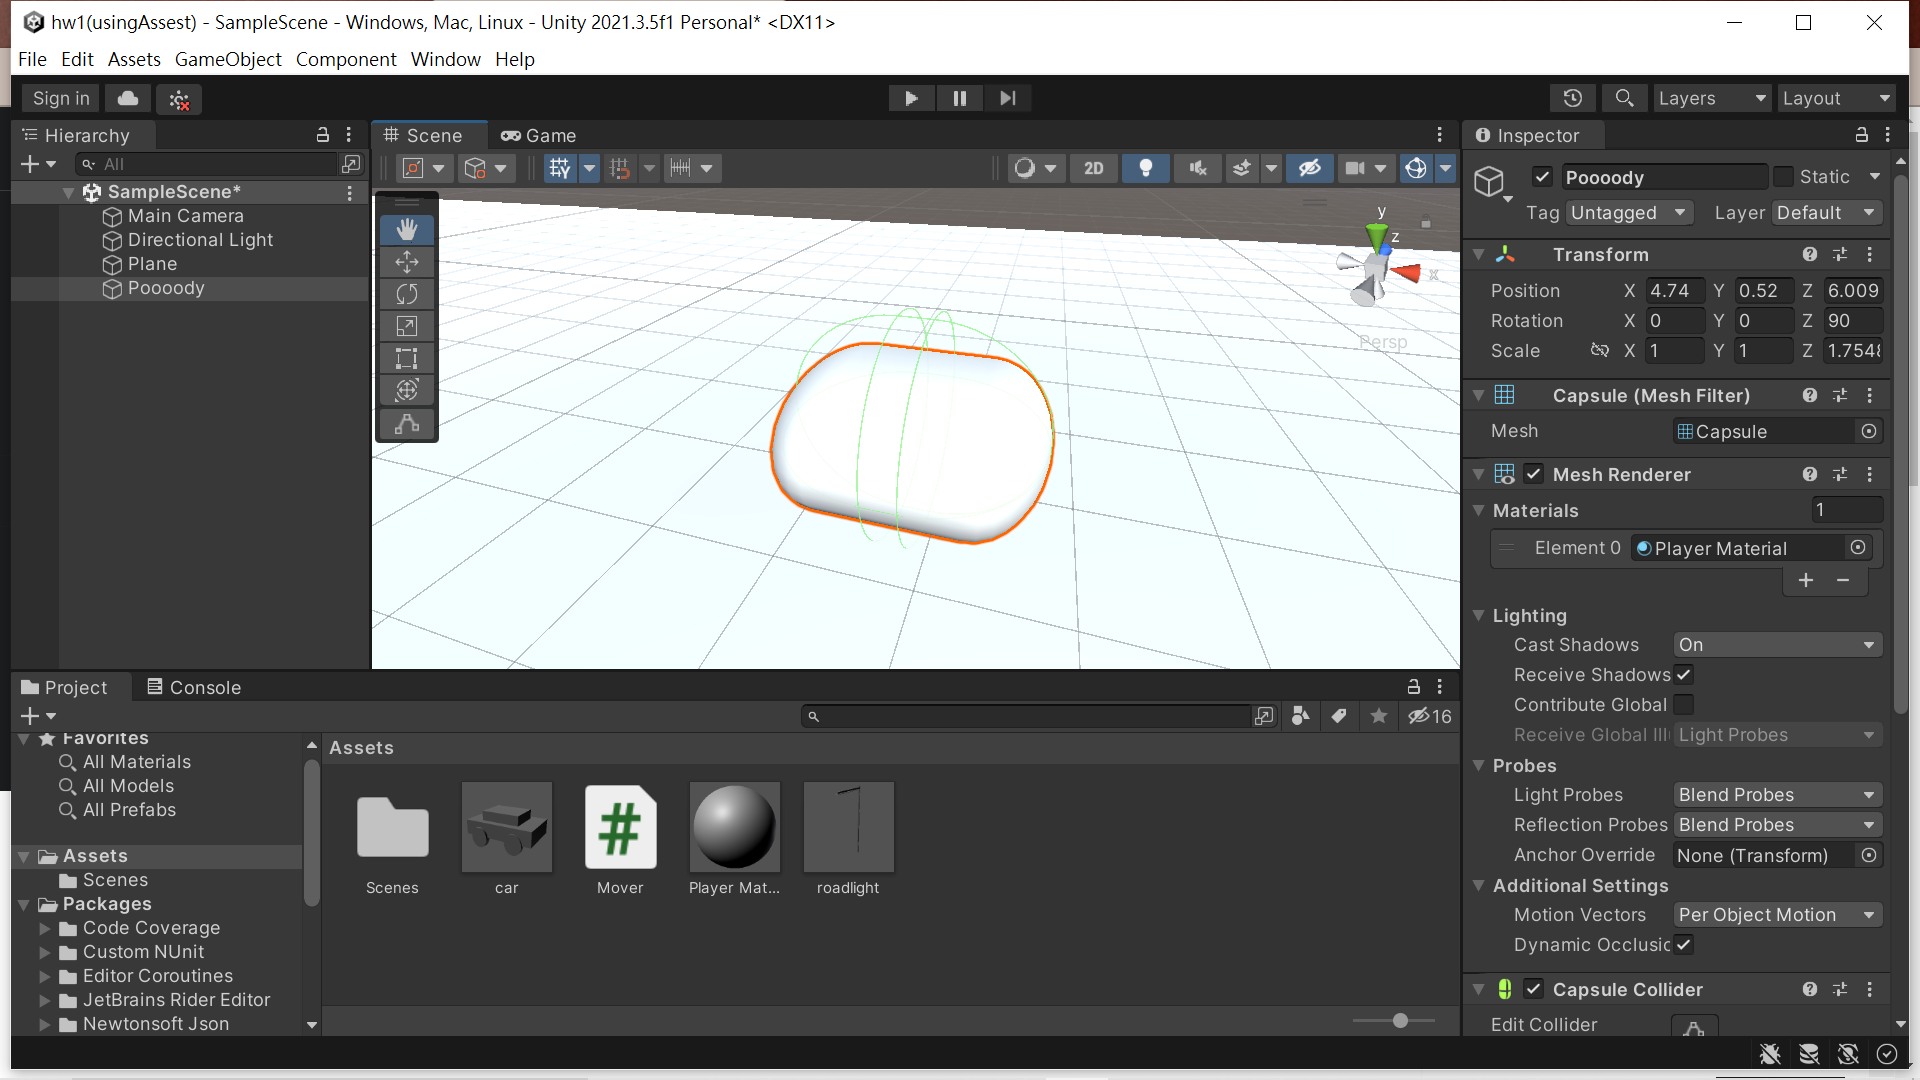 hw1(usingAssest) - SampleScene - Windows, Mac, Linux - Unity 2021.3.5f1 Personal* <DX11>
File Edit Assets GameObject Component Window Help
Sign in
Layers
Layout
Hierarchy
All
SampleScene*
Main Camera
Directional Light
Plane
Poooody
Scene
Game
2D
y
z
x
Persp
Inspector
Poooody
Static
Tag Untagged
Layer Default
Transform
Position X 4.74 Y 0.52 Z 6.009
Rotation X 0 Y 0 Z 90
Scale X 1 Y 1 Z 1.7548
Capsule (Mesh Filter)
Mesh Capsule
Mesh Renderer
Materials 1
Element 0 Player Material
Lighting
Cast Shadows On
Receive Shadows
Contribute Global
Receive Global Illu Light Probes
Probes
Light Probes Blend Probes
Reflection Probes Blend Probes
Anchor Override None (Transform)
Additional Settings
Motion Vectors Per Object Motion
Dynamic Occlusic
Capsule Collider
Edit Collider
Project
Console
16
Favorites
All Materials
All Models
All Prefabs
Assets
Scenes
Packages
Code Coverage
Custom NUnit
Editor Coroutines
JetBrains Rider Editor
Newtonsoft Json
Assets
Scenes
car
#
Mover
Player Mat...
roadlight